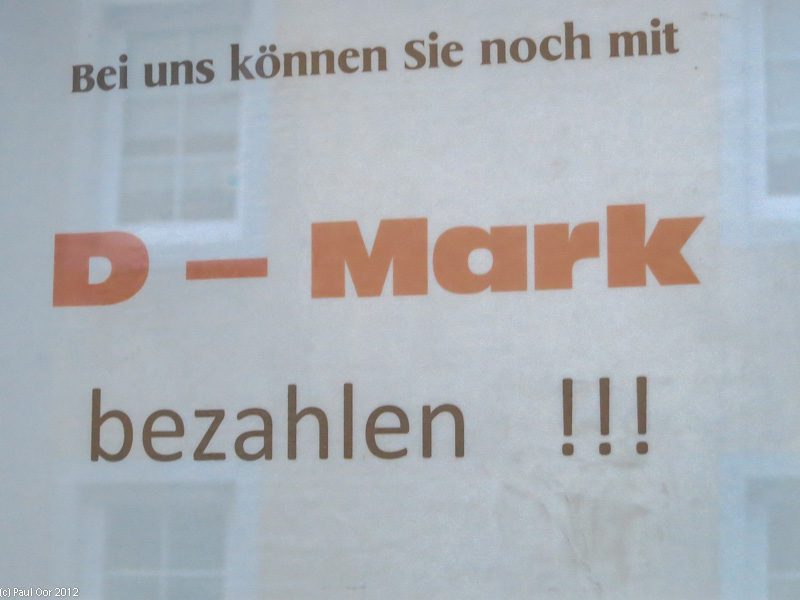 Bei uns können Sie noch mit
D – Mark
bezahlen !!!
(c) Paul Oor 2012